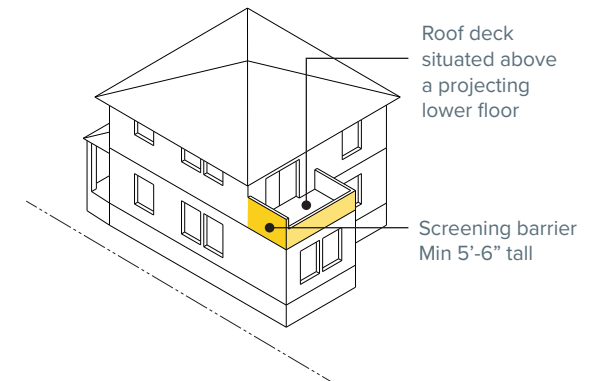 Roof deck
situated above
a projecting
lower floor
Screening barrier
Min 5’-6” tall